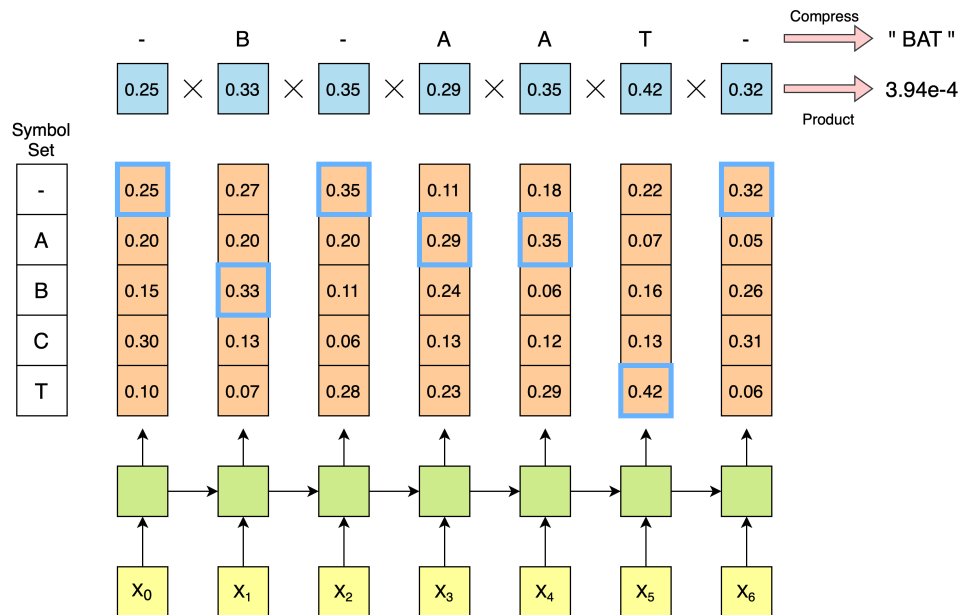 Compress
- B - A A T - " BAT "
0.25 × 0.33 × 0.35 × 0.29 × 0.35 × 0.42 × 0.32 3.94e-4
Product
Symbol
Set
- 0.25 0.27 0.35 0.11 0.18 0.22 0.32
A 0.20 0.20 0.20 0.29 0.35 0.07 0.05
B 0.15 0.33 0.11 0.24 0.06 0.16 0.26
C 0.30 0.13 0.06 0.13 0.12 0.13 0.31
T 0.10 0.07 0.28 0.23 0.29 0.42 0.06
X₀ X₁ X₂ X₃ X₄ X₅ X₆